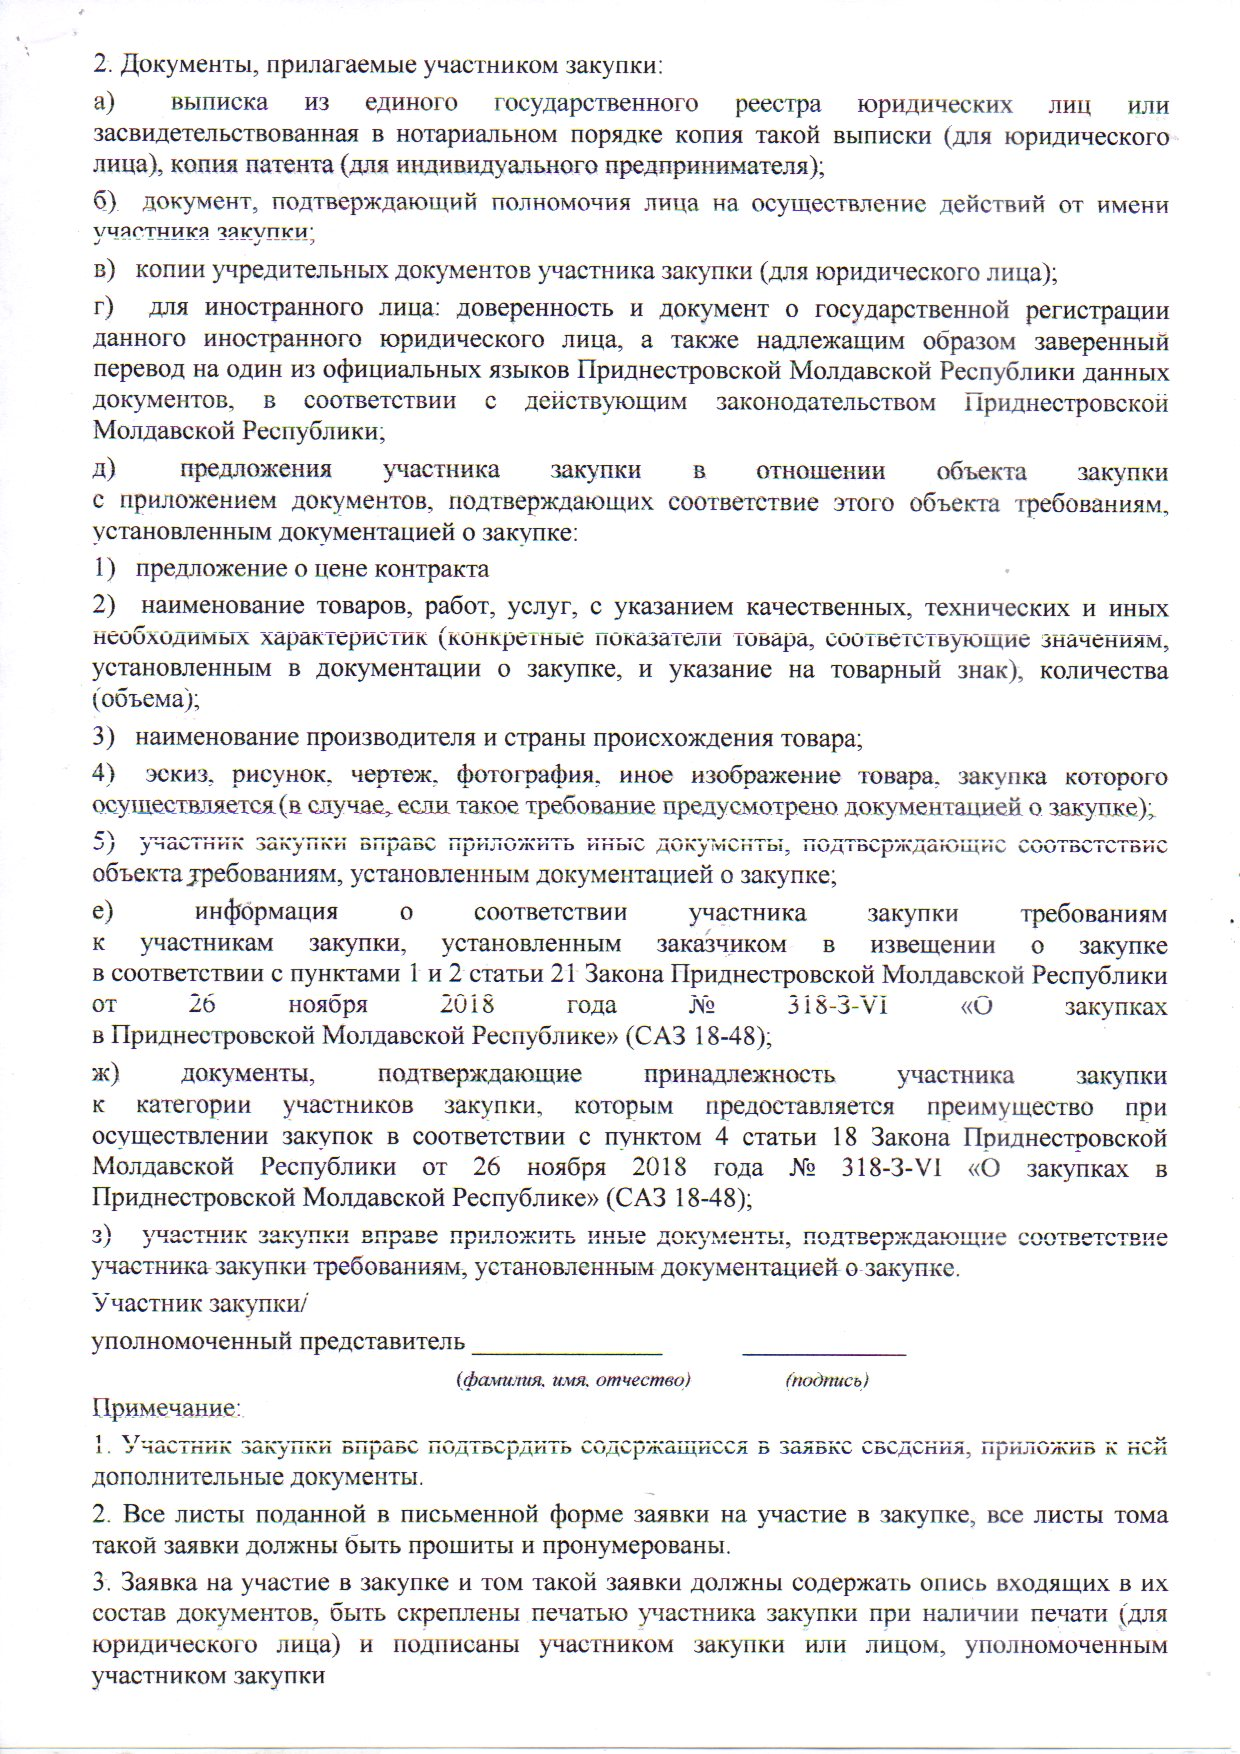 2. Документы, прилагаемые участником закупки:
а) выписка из единого государственного реестра юридических лиц или
засвидетельствованная в нотариальном порядке копия такой выписки (для юридического
лица), копия патента (для индивидуального предпринимателя);
б) документ, подтверждающий полномочия лица на осуществление действий от имени
участника закупки;
в) копии учредительных документов участника закупки (для юридического лица);
г) для иностранного лица: доверенность и документ о государственной регистрации
данного иностранного юридического лица, а также надлежащим образом заверенный
перевод на один из официальных языков Приднестровской Молдавской Республики данных
документов, в соответствии с действующим законодательством Приднестровской
Молдавской Республики;
д) предложения участника закупки в отношении объекта закупки
с приложением документов, подтверждающих соответствие этого объекта требованиям,
установленным документацией о закупке:
1) предложение о цене контракта
2) наименование товаров, работ, услуг, с указанием качественных, технических и иных
необходимых характеристик (конкретные показатели товара, соответствующие значениям,
установленным в документации о закупке, и указание на товарный знак), количества
(объема);
3) наименование производителя и страны происхождения товара;
4) эскиз, рисунок, чертеж, фотография, иное изображение товара, закупка которого
осуществляется (в случае, если такое требование предусмотрено документацией о закупке);
5) участник закупки вправе приложить иные документы, подтверждающие соответствие
объекта требованиям, установленным документацией о закупке;
е) информация о соответствии участника закупки требованиям
к участникам закупки, установленным заказчиком в извещении о закупке
в соответствии с пунктами 1 и 2 статьи 21 Закона Приднестровской Молдавской Республики
от 26 ноября 2018 года № 318-З-VI «О закупках
в Приднестровской Молдавской Республике» (САЗ 18-48);
ж) документы, подтверждающие принадлежность участника закупки
к категории участников закупки, которым предоставляется преимущество при
осуществлении закупок в соответствии с пунктом 4 статьи 18 Закона Приднестровской
Молдавской Республики от 26 ноября 2018 года № 318-З-VI «О закупках в
Приднестровской Молдавской Республике» (САЗ 18-48);
з) участник закупки вправе приложить иные документы, подтверждающие соответствие
участника закупки требованиям, установленным документацией о закупке.
Участник закупки/
уполномоченный представитель _______________ _____________
(фамилия, имя, отчество) (подпись)
Примечание:
1. Участник закупки вправе подтвердить содержащиеся в заявке сведения, приложив к ней
дополнительные документы.
2. Все листы поданной в письменной форме заявки на участие в закупке, все листы тома
такой заявки должны быть прошиты и пронумерованы.
3. Заявка на участие в закупке и том такой заявки должны содержать опись входящих в их
состав документов, быть скреплены печатью участника закупки при наличии печати (для
юридического лица) и подписаны участником закупки или лицом, уполномоченным
участником закупки